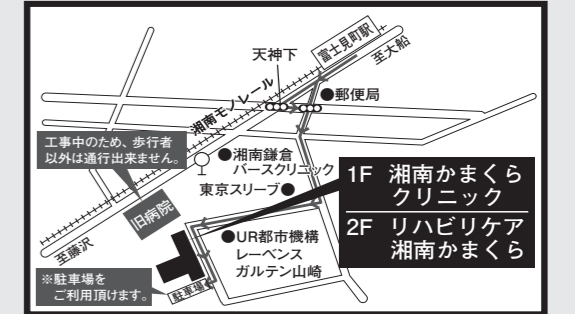 富士見町駅
至大船
天神下
湘南モノレール
●郵便局
工事中のため、歩行者
以外は通行出来ません。
●湘南鎌倉
バースクリニック
東京スリーブ●
旧病院
至藤沢
1F 湘南かまくら
クリニック
2F リハビリケア
湘南かまくら
●UR都市機構
レーベンス
ガルテン山崎
※駐車場を
ご利用頂けます。
駐車場